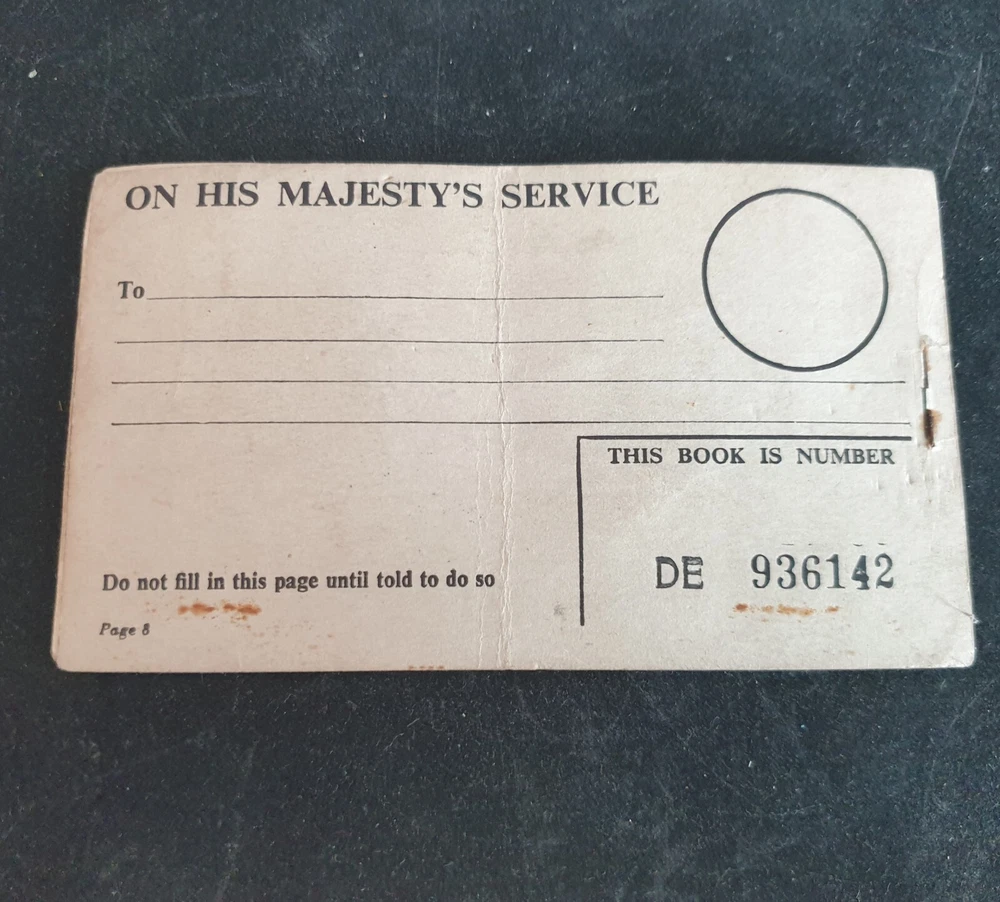 ON HIS MAJESTY'S SERVICE
To
THIS BOOK IS NUMBER
DE 936142
Do not fill in this page until told to do so
Page 8